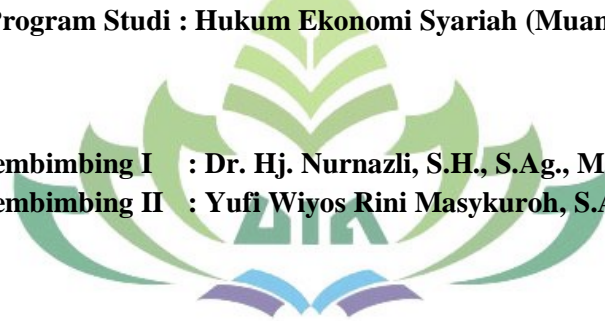 Program Studi : Hukum Ekonomi Syariah (Muam
embimbing I : Dr. Hj. Nurnazli, S.H., S.Ag., M
embimbing II : Yufi Wiyos Rini Masykuroh, S.A